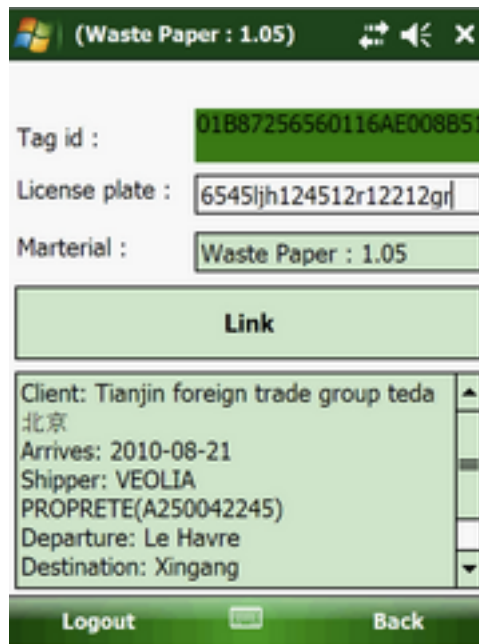 (Waste Paper : 1.05)
Tag id : 01B87256560116AE008B51
License plate : 6545ljh124512r12212gr
Marterial : Waste Paper : 1.05
Link
Client: Tianjin foreign trade group teda
北京
Arrives: 2010-08-21
Shipper: VEOLIA
PROPRETE(A250042245)
Departure: Le Havre
Destination: Xingang
Logout Back